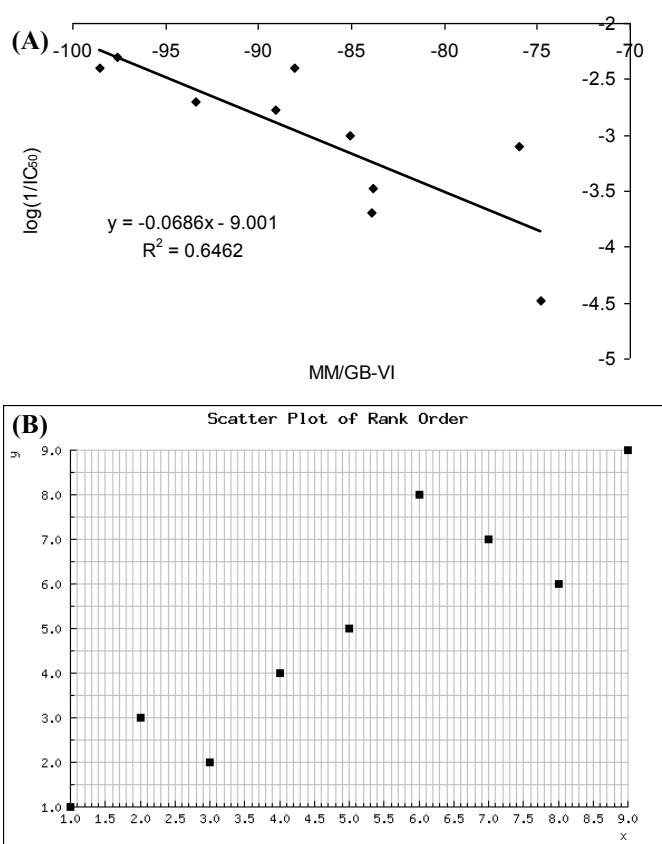 (A)
-100 -95 -90 -85 -80 -75 -70
-2
-2.5
-3
-3.5
-4
-4.5
-5
log(1/IC50)
y = -0.0686x - 9.001
R² = 0.6462
MM/GB-VI
(B)
Scatter Plot of Rank Order
y
9.0
8.0
7.0
6.0
5.0
4.0
3.0
2.0
1.0
1.0 1.5 2.0 2.5 3.0 3.5 4.0 4.5 5.0 5.5 6.0 6.5 7.0 7.5 8.0 8.5 9.0
x